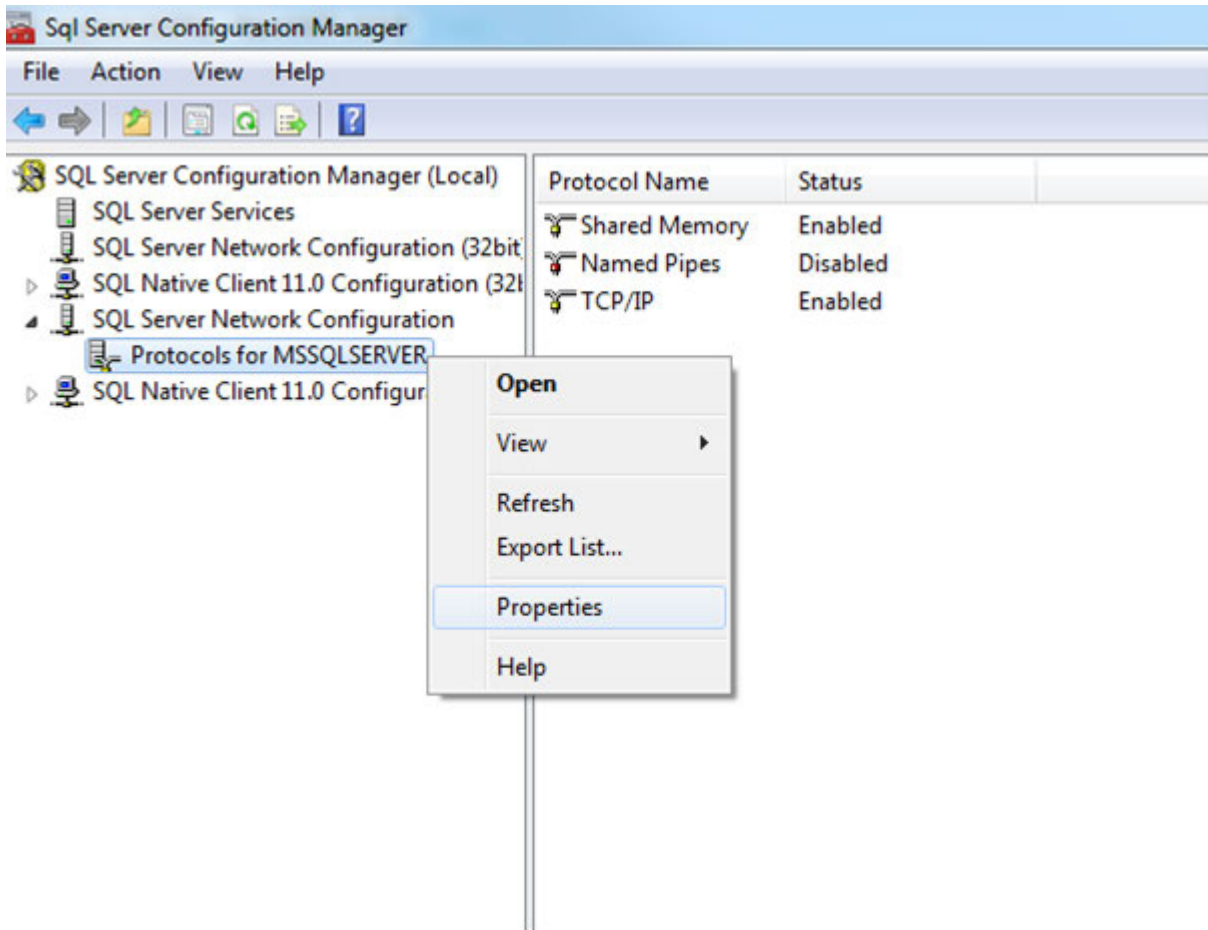 Sql Server Configuration Manager
File Action View Help
SQL Server Configuration Manager (Local)
SQL Server Services
SQL Server Network Configuration (32bit
SQL Native Client 11.0 Configuration (32b
SQL Server Network Configuration
Protocols for MSSQLSERVER
SQL Native Client 11.0 Configur
Protocol Name Status
Shared Memory Enabled
Named Pipes Disabled
TCP/IP Enabled
Open
View
Refresh
Export List...
Properties
Help